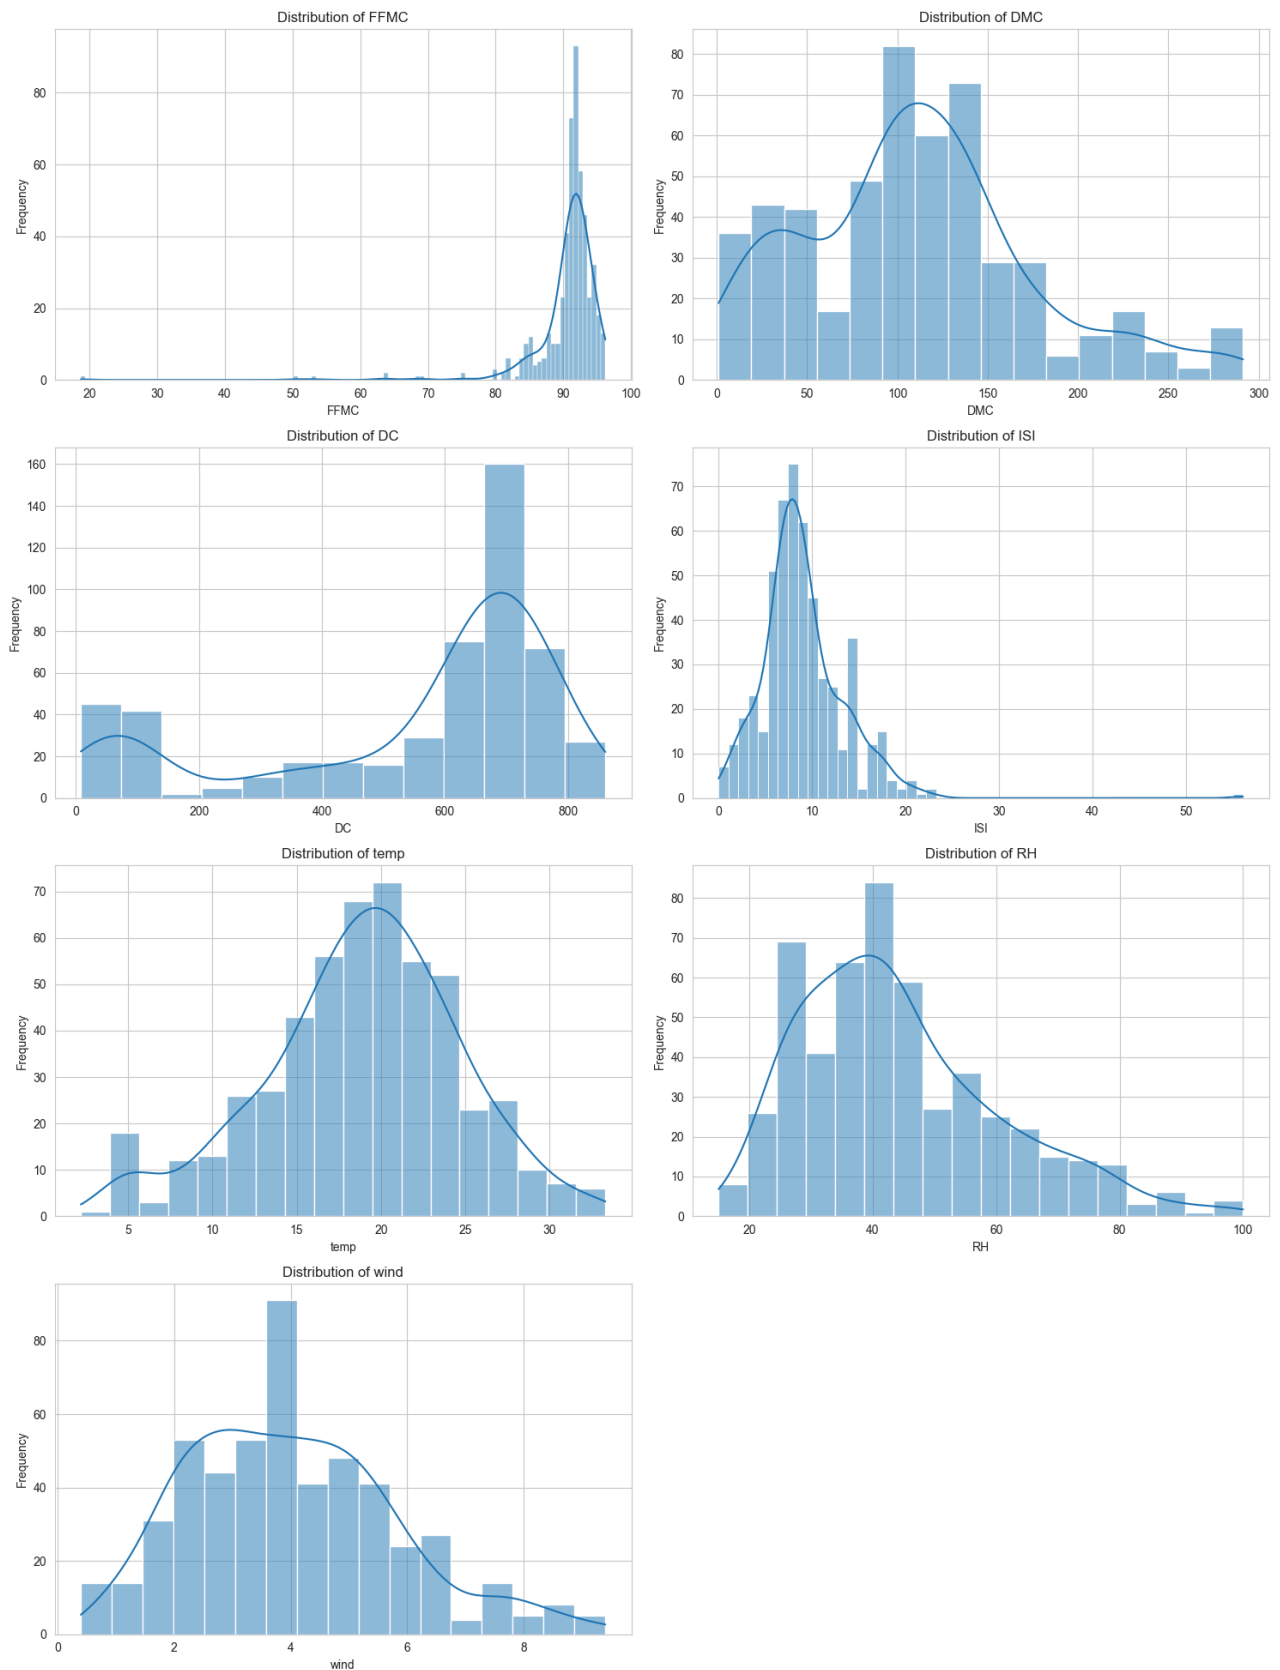 Distribution of FFMC
Frequency
80
60
40
20
0
20 30 40 50 60 70 80 90 100
FFMC
Distribution of DMC
Frequency
80
70
60
50
40
30
20
10
0
0 50 100 150 200 250 300
DMC
Distribution of DC
Frequency
160
140
120
100
80
60
40
20
0
0 200 400 600 800
DC
Distribution of ISI
Frequency
70
60
50
40
30
20
10
0
0 10 20 30 40 50
ISI
Distribution of temp
Frequency
70
60
50
40
30
20
10
0
5 10 15 20 25 30
temp
Distribution of RH
Frequency
80
70
60
50
40
30
20
10
0
20 40 60 80 100
RH
Distribution of wind
Frequency
80
60
40
20
0
0 2 4 6 8
wind